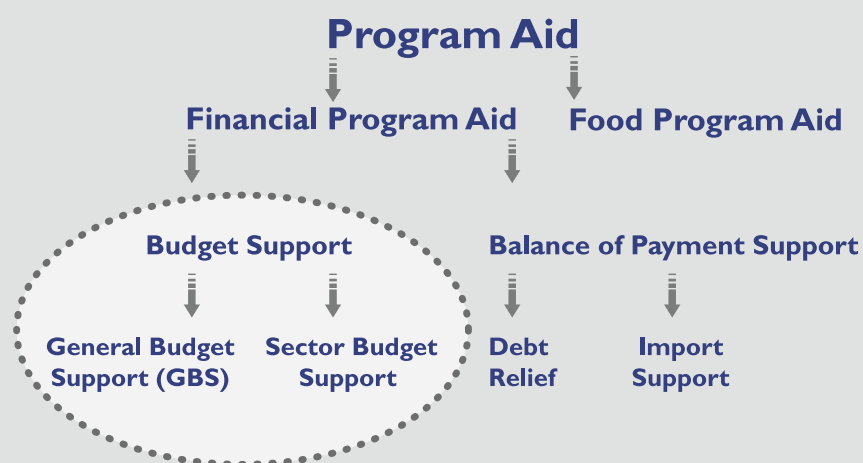 Program Aid
Financial Program Aid
Food Program Aid
Budget Support
Balance of Payment Support
General Budget
Support (GBS)
Sector Budget
Support
Debt
Relief
Import
Support